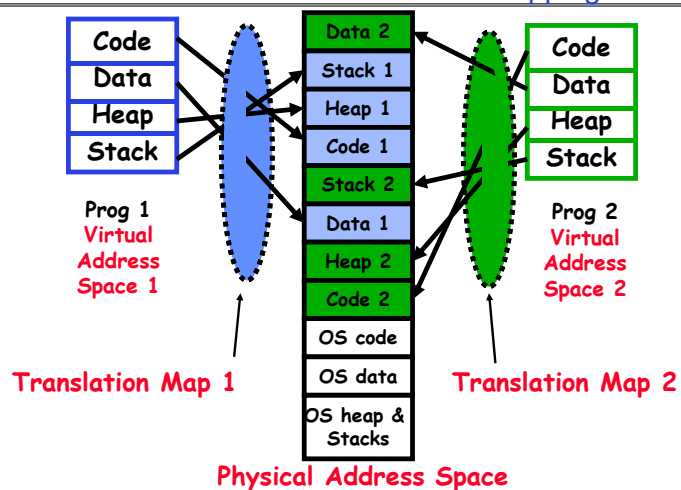 Code
Data
Heap
Stack
Prog 1
Virtual
Address
Space 1
Translation Map 1
Data 2
Stack 1
Heap 1
Code 1
Stack 2
Data 1
Heap 2
Code 2
OS code
OS data
OS heap &
Stacks
Physical Address Space
Code
Data
Heap
Stack
Prog 2
Virtual
Address
Space 2
Translation Map 2